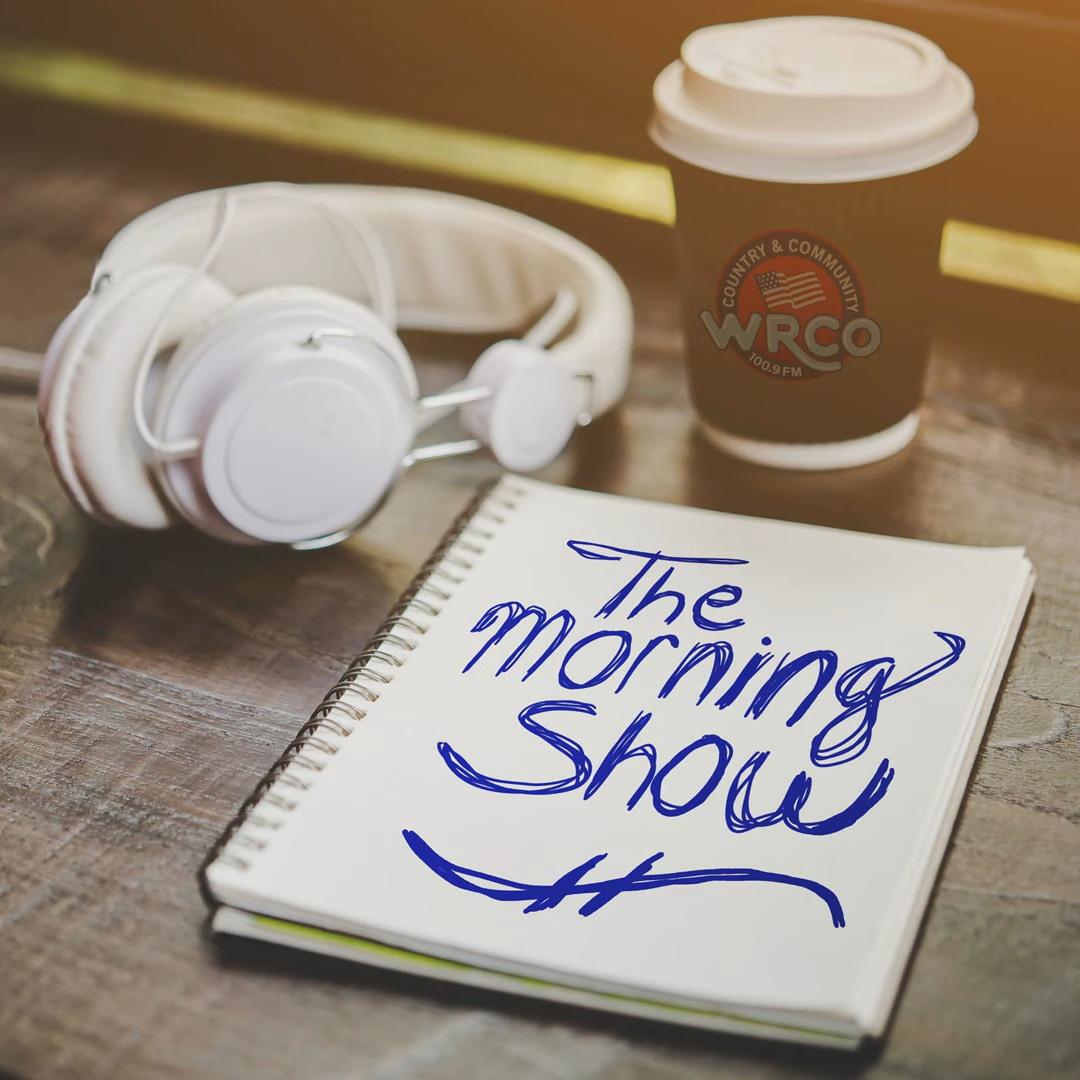 COUNTRY & COMMUNITY
WRCO
100.9 FM
The
morning
Show